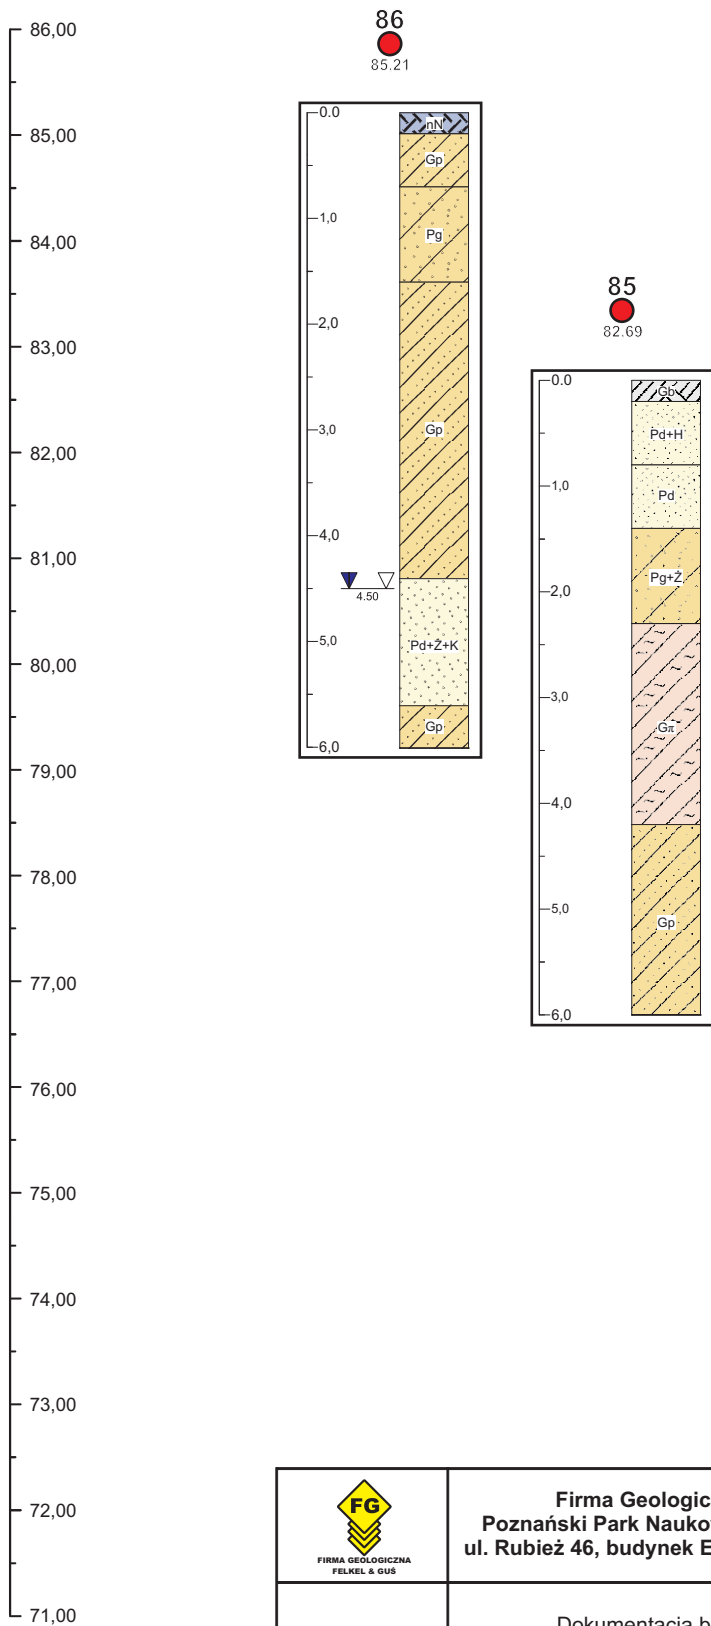 86,00
85,00
84,00
83,00
82,00
81,00
80,00
79,00
78,00
77,00
76,00
75,00
74,00
73,00
72,00
71,00
86
85.21
0.0
1,0
2,0
3,0
4,0
5,0
6,0
nN
Gp
Pg
Gp
4.50
Pd+Ż+K
Gp
85
82.69
0.0
1,0
2,0
3,0
4,0
5,0
6,0
Gb
Pd+H
Pd
Pg+Ż
Gπ
Gp
FG
FIRMA GEOLOGICZNA
FELKEL & GUŚ
Firma Geologic
Poznański Park Nauko
ul. Rubież 46, budynek E
Dokumentacja b